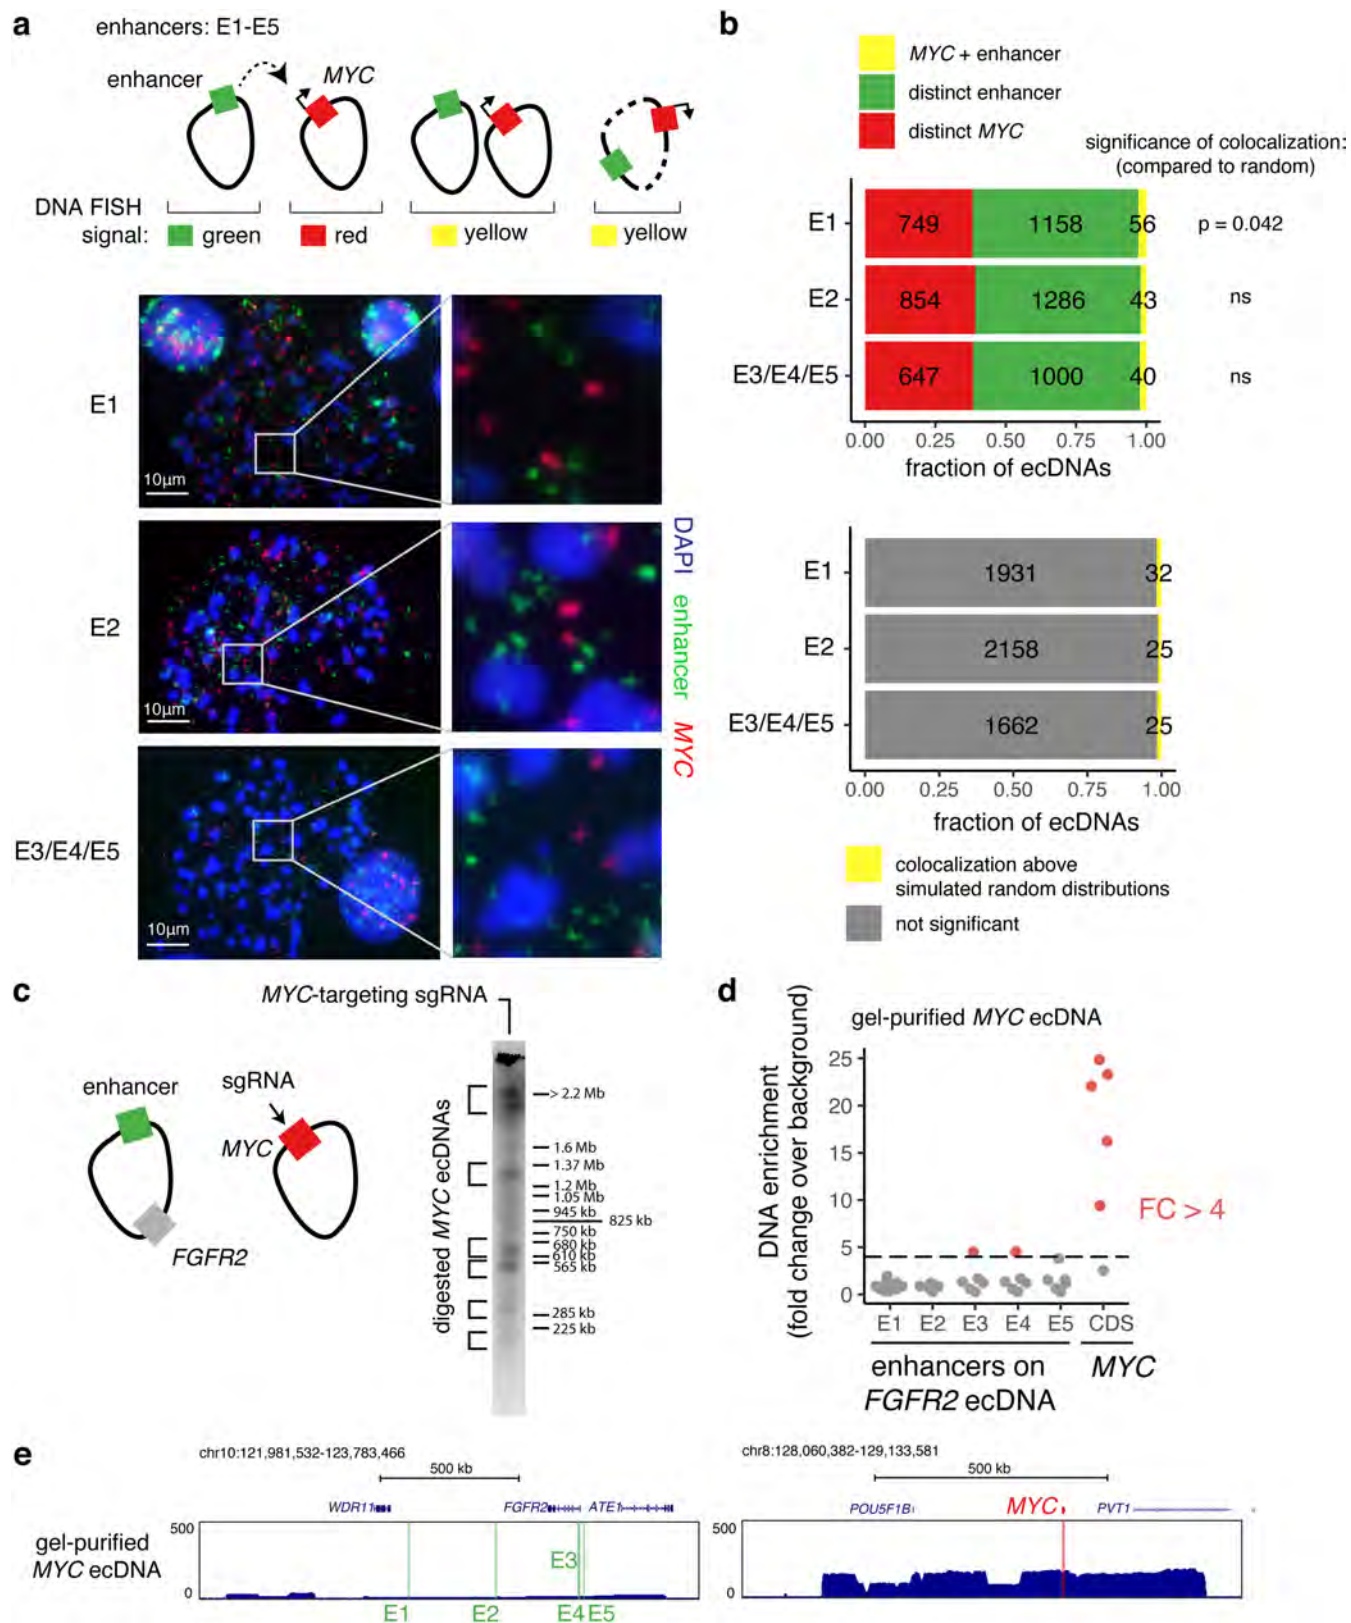 a
enhancers: E1-E5
enhancer
MYC
DNA FISH
signal:
green
red
yellow
yellow
E1
10µm
E2
10µm
E3/E4/E5
10µm
DAPI enhancer MYC
b
MYC + enhancer
distinct enhancer
distinct MYC
significance of colocalization:
(compared to random)
E1 749 1158 56 p = 0.042
E2 854 1286 43 ns
E3/E4/E5 647 1000 40 ns
0.00 0.25 0.50 0.75 1.00
fraction of ecDNAs
E1 1931 32
E2 2158 25
E3/E4/E5 1662 25
0.00 0.25 0.50 0.75 1.00
fraction of ecDNAs
colocalization above
simulated random distributions
not significant
c
MYC-targeting sgRNA
enhancer
sgRNA
MYC
FGFR2
digested MYC ecDNAs
> 2.2 Mb
1.6 Mb
1.37 Mb
1.2 Mb
1.05 Mb
945 kb
825 kb
750 kb
680 kb
610 kb
565 kb
285 kb
225 kb
d
gel-purified MYC ecDNA
DNA enrichment
(fold change over background)
25
20
15
10
5
0
FC > 4
E1 E2 E3 E4 E5 CDS
enhancers on
FGFR2 ecDNA
MYC
e
chr10:121,981,532-123,783,466
500 kb
WDR11 FGFR2 ATE1
gel-purified
MYC ecDNA
500
0
E3
E1 E2 E4 E5
chr8:128,060,382-129,133,581
500 kb
POU5F1B MYC PVT1
500
0